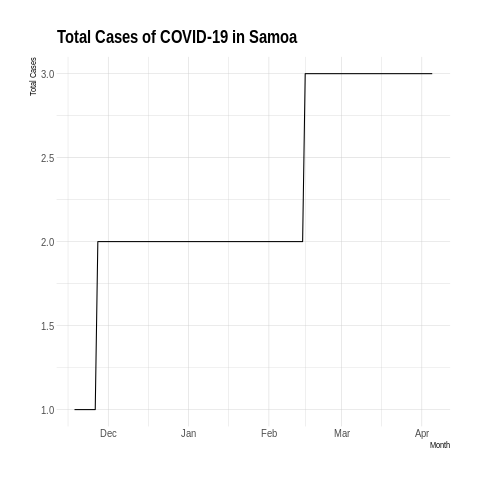 Total Cases of COVID-19 in Samoa
Total Cases
3.0
2.5
2.0
1.5
1.0
Dec Jan Feb Mar Apr
Month